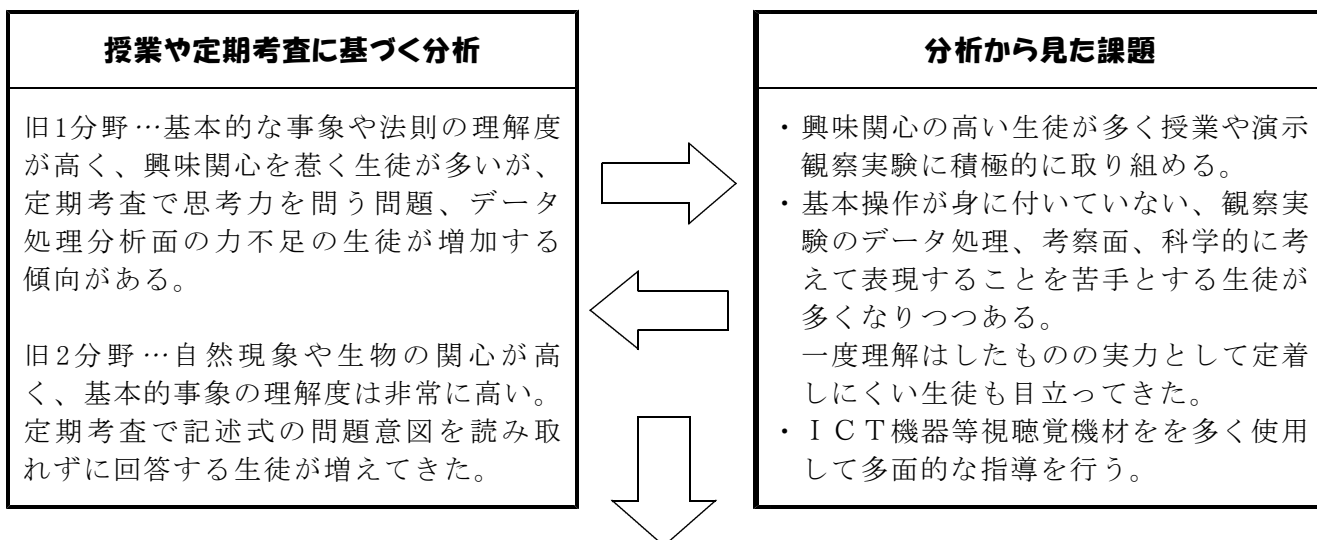 授業や定期考査に基づく分析
旧1分野…基本的な事象や法則の理解度
が高く、興味関心を惹く生徒が多いが、
定期考査で思考力を問う問題、データ
処理分析面の力不足の生徒が増加する
傾向がある。
旧2分野…自然現象や生物の関心が高
く、基本的事象の理解度は非常に高い。
定期考査で記述式の問題意図を読み取
れずに回答する生徒が増えてきた。
分析から見た課題
・興味関心の高い生徒が多く授業や演示
観察実験に積極的に取り組める。
・基本操作が身に付いていない、観察実
験のデータ処理、考察面、科学的に考
えて表現することを苦手とする生徒が
多くなりつつある。
一度理解はしたものの実力として定着
しにくい生徒も目立ってきた。
・ＩＣＴ機器等視聴覚機材をを多く使用
して多面的な指導を行う。